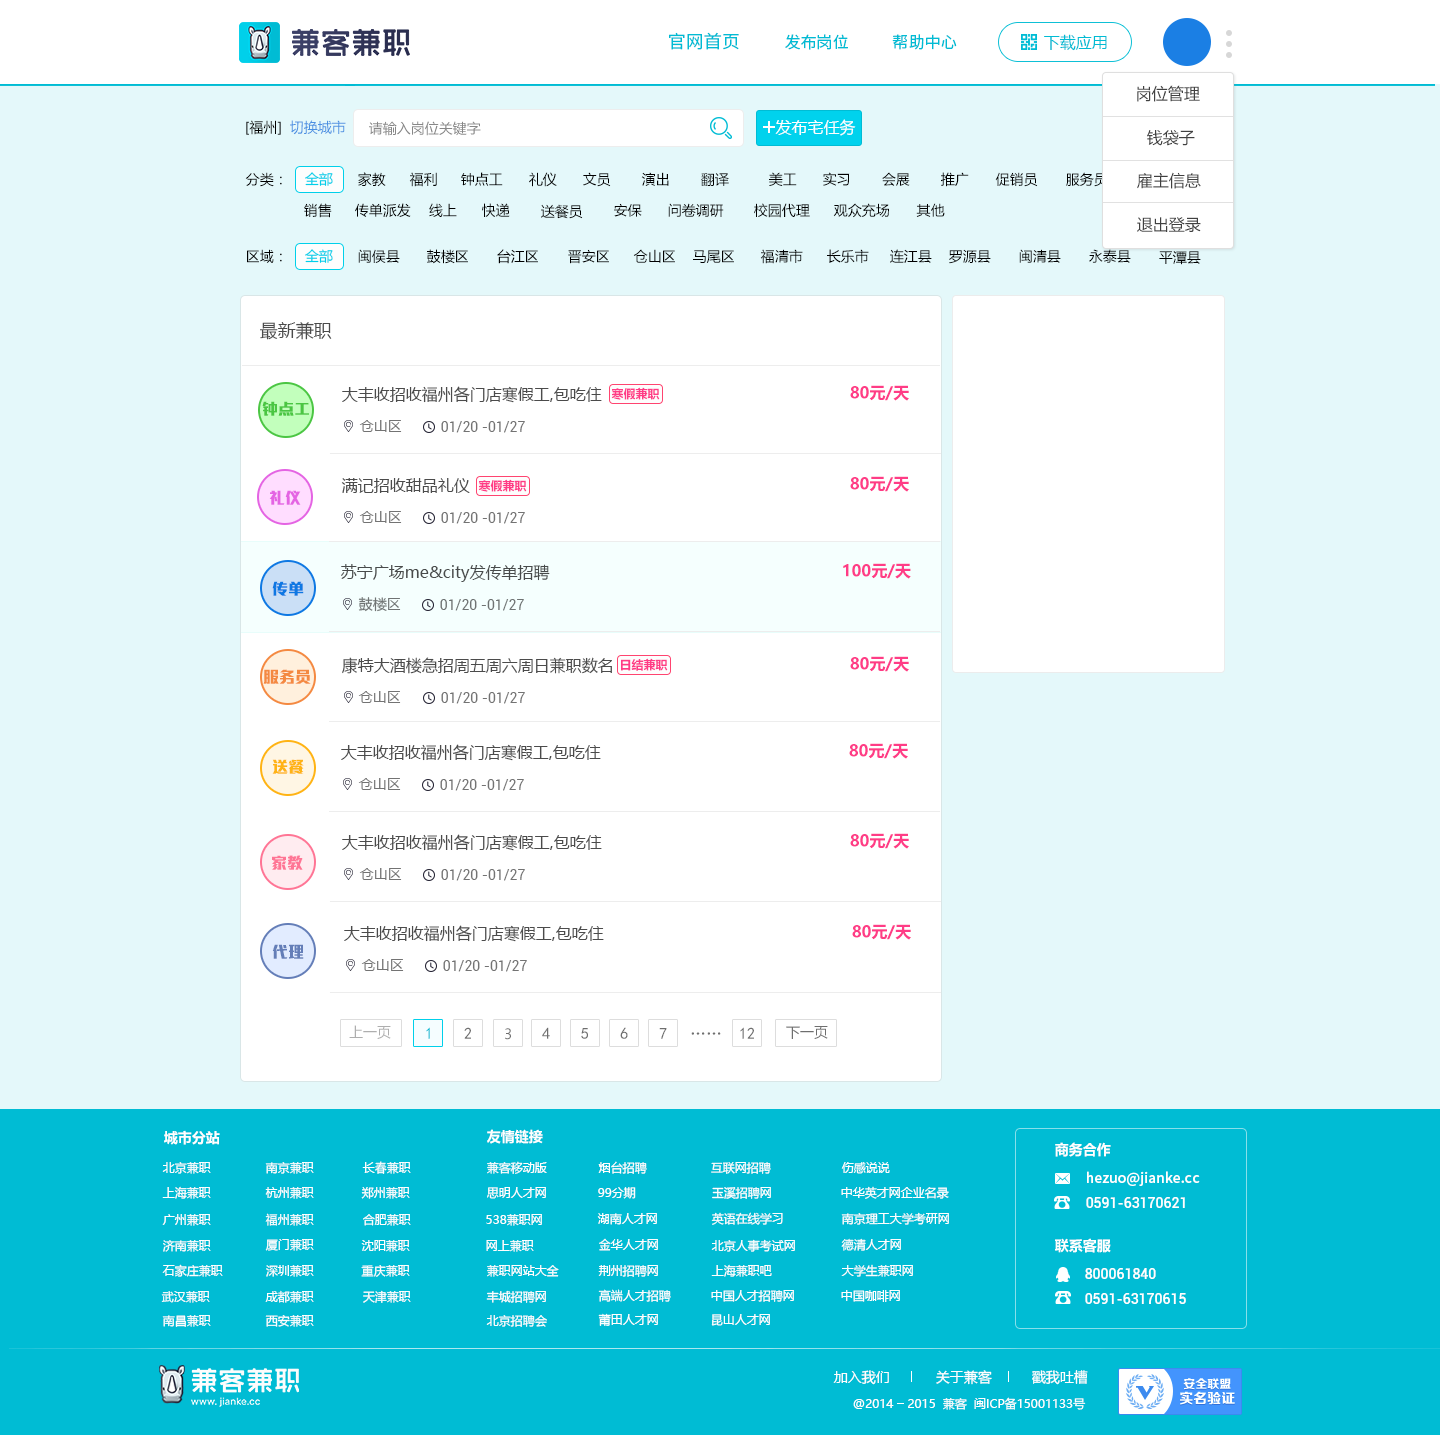 兼客兼职 官网首页 发布岗位 帮助中心 下载应用
岗位管理
钱袋子
雇主信息
退出登录
[福州] 切换城市 请输入岗位关键字 +发布宅任务
分类： 全部 家教 福利 钟点工 礼仪 文员 演出 翻译 美工 实习 会展 推广 促销员 服务员
销售 传单派发 线上 快递 送餐员 安保 问卷调研 校园代理 观众充场 其他
区域： 全部 闽侯县 鼓楼区 台江区 晋安区 仓山区 马尾区 福清市 长乐市 连江县 罗源县 闽清县 永泰县 平潭县
最新兼职
钟点工 大丰收招收福州各门店寒假工,包吃住 寒假兼职 80元/天
仓山区 01/20 -01/27
礼仪 满记招收甜品礼仪 寒假兼职 80元/天
仓山区 01/20 -01/27
传单 苏宁广场me&city发传单招聘 100元/天
鼓楼区 01/20 -01/27
服务员 康特大酒楼急招周五周六周日兼职数名 日结兼职 80元/天
仓山区 01/20 -01/27
送餐 大丰收招收福州各门店寒假工,包吃住 80元/天
仓山区 01/20 -01/27
家教 大丰收招收福州各门店寒假工,包吃住 80元/天
仓山区 01/20 -01/27
代理 大丰收招收福州各门店寒假工,包吃住 80元/天
仓山区 01/20 -01/27
上一页 1 2 3 4 5 6 7 …… 12 下一页
城市分站
北京兼职 南京兼职 长春兼职
上海兼职 杭州兼职 郑州兼职
广州兼职 福州兼职 合肥兼职
济南兼职 厦门兼职 沈阳兼职
石家庄兼职 深圳兼职 重庆兼职
武汉兼职 成都兼职 天津兼职
南昌兼职 西安兼职
友情链接
兼客移动版 烟台招聘 互联网招聘 伤感说说
思明人才网 99分期 玉溪招聘网 中华英才网企业名录
538兼职网 湖南人才网 英语在线学习 南京理工大学考研网
网上兼职 金华人才网 北京人事考试网 德清人才网
兼职网站大全 荆州招聘网 上海兼职吧 大学生兼职网
丰城招聘网 高端人才招聘 中国人才招聘网 中国咖啡网
北京招聘会 莆田人才网 昆山人才网
商务合作
hezuo@jianke.cc
0591-63170621
联系客服
800061840
0591-63170615
兼客兼职
www. jianke.cc
加入我们 | 关于兼客 | 戳我吐槽
@2014 – 2015 兼客 闽ICP备15001133号
安全联盟
实名验证